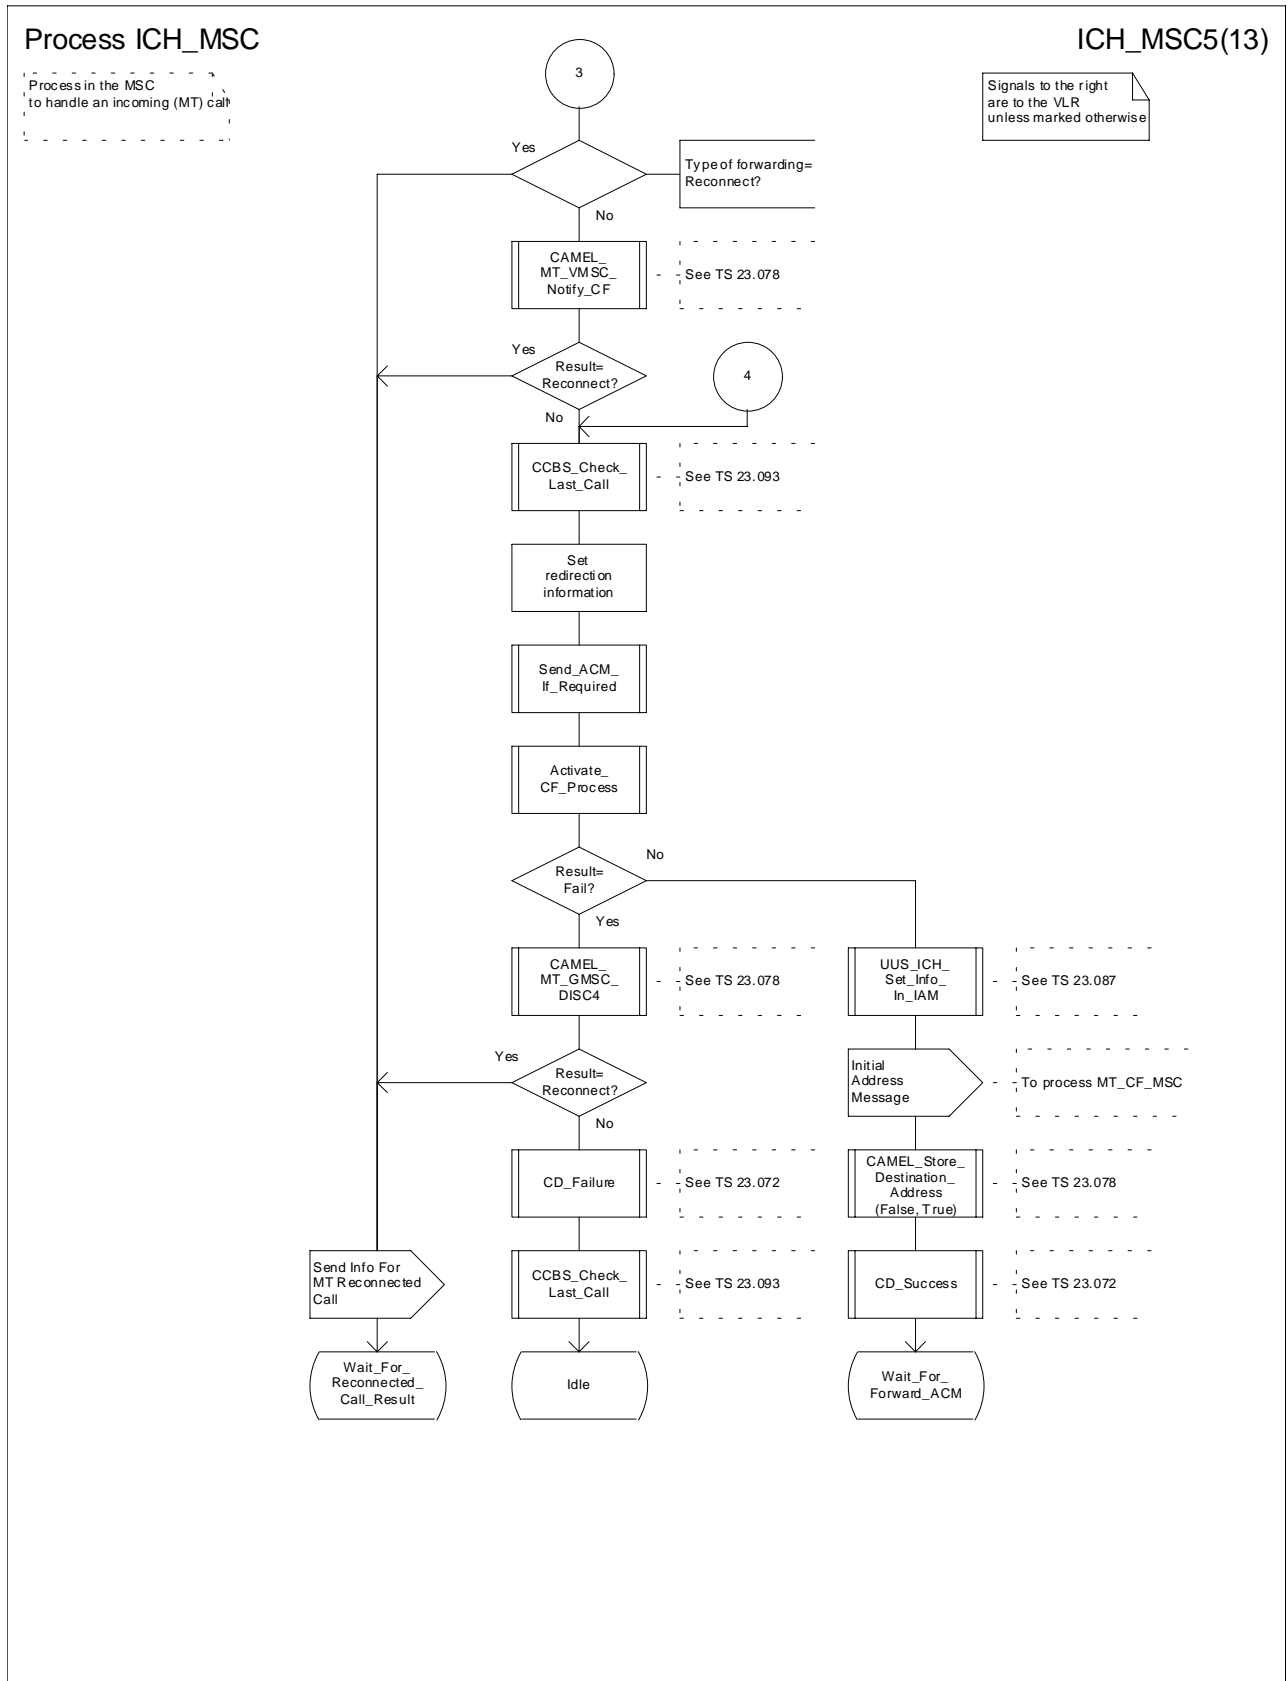 Process ICH_MSC
ICH_MSC5(13)
Process in the MSC
to handle an incoming (MT) call
Signals to the right
are to the VLR
unless marked otherwise
3
Yes
Type of forwarding=
Reconnect?
No
CAMEL_
MT_VMSC_
Notify_CF
See TS 23.078
Yes
Result=
Reconnect?
4
No
CCBS_Check_
Last_Call
See TS 23.093
Set
redirection
information
Send_ACM_
If_Required
Activate_
CF_Process
Result=
Fail?
No
Yes
CAMEL_
MT_GMSC_
DISC4
See TS 23.078
UUS_ICH_
Set_Info_
In_IAM
See TS 23.087
Yes
Result=
Reconnect?
Initial
Address
Message
To process MT_CF_MSC
No
CD_Failure
See TS 23.072
CAMEL_Store_
Destination_
Address
(False, True)
See TS 23.078
Send Info For
MT Reconnected
Call
CCBS_Check_
Last_Call
See TS 23.093
CD_Success
See TS 23.072
Wait_For_
Reconnected_
Call_Result
Idle
Wait_For_
Forward_ACM